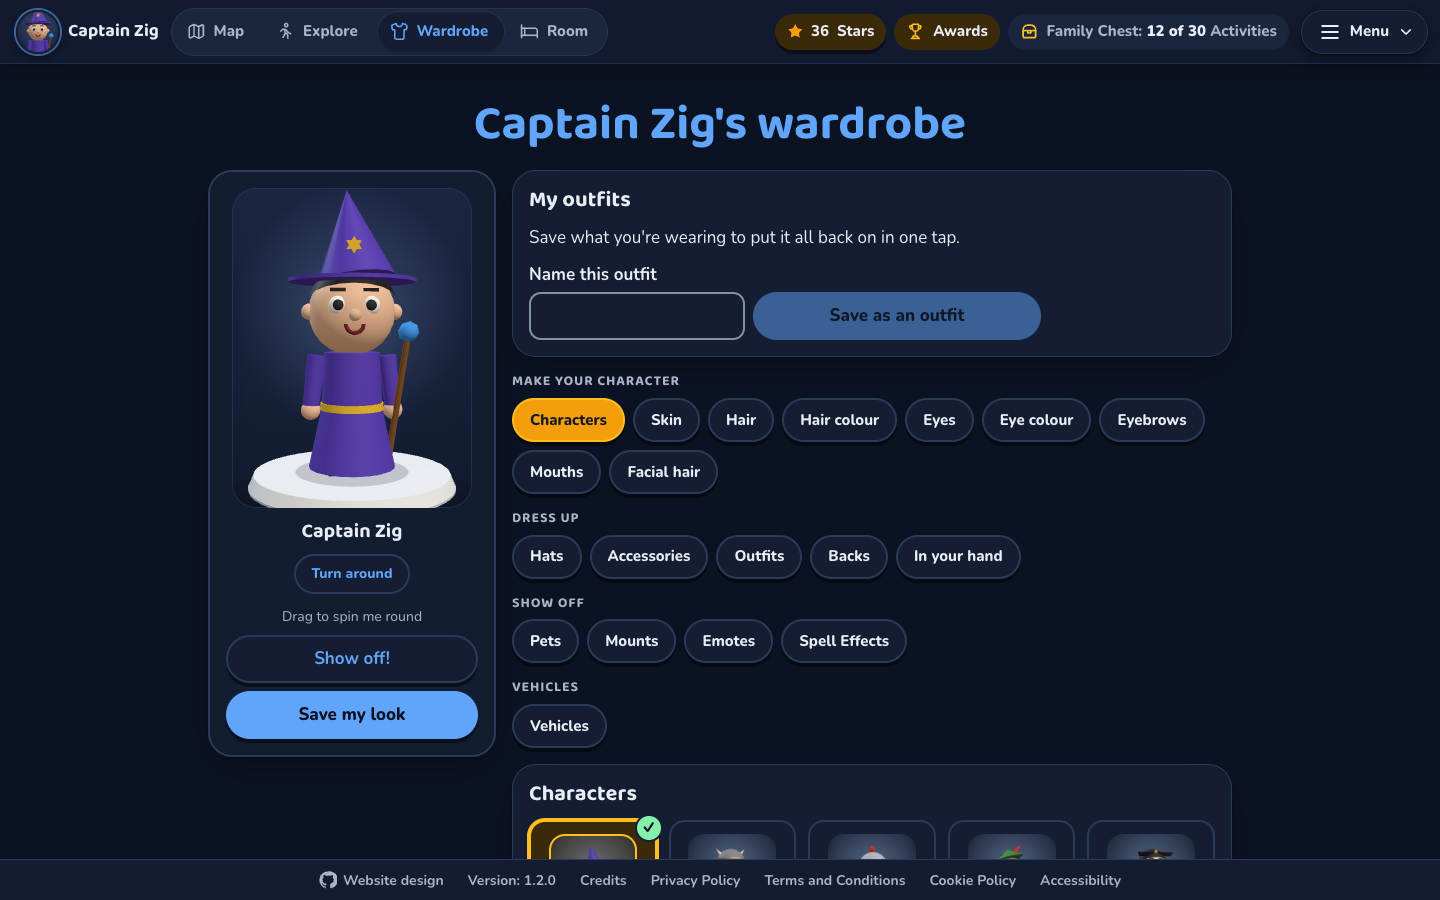 Captain Zig
Map
Explore
Wardrobe
Room
36 Stars
Awards
Family Chest: 12 of 30 Activities
Menu
Captain Zig's wardrobe
Captain Zig
Turn around
Drag to spin me round
Show off!
Save my look
My outfits
Save what you're wearing to put it all back on in one tap.
Name this outfit
Save as an outfit
MAKE YOUR CHARACTER
Characters Skin Hair Hair colour Eyes Eye colour Eyebrows
Mouths Facial hair
DRESS UP
Hats Accessories Outfits Backs In your hand
SHOW OFF
Pets Mounts Emotes Spell Effects
VEHICLES
Vehicles
Characters
Website design Version: 1.2.0 Credits Privacy Policy Terms and Conditions Cookie Policy Accessibility